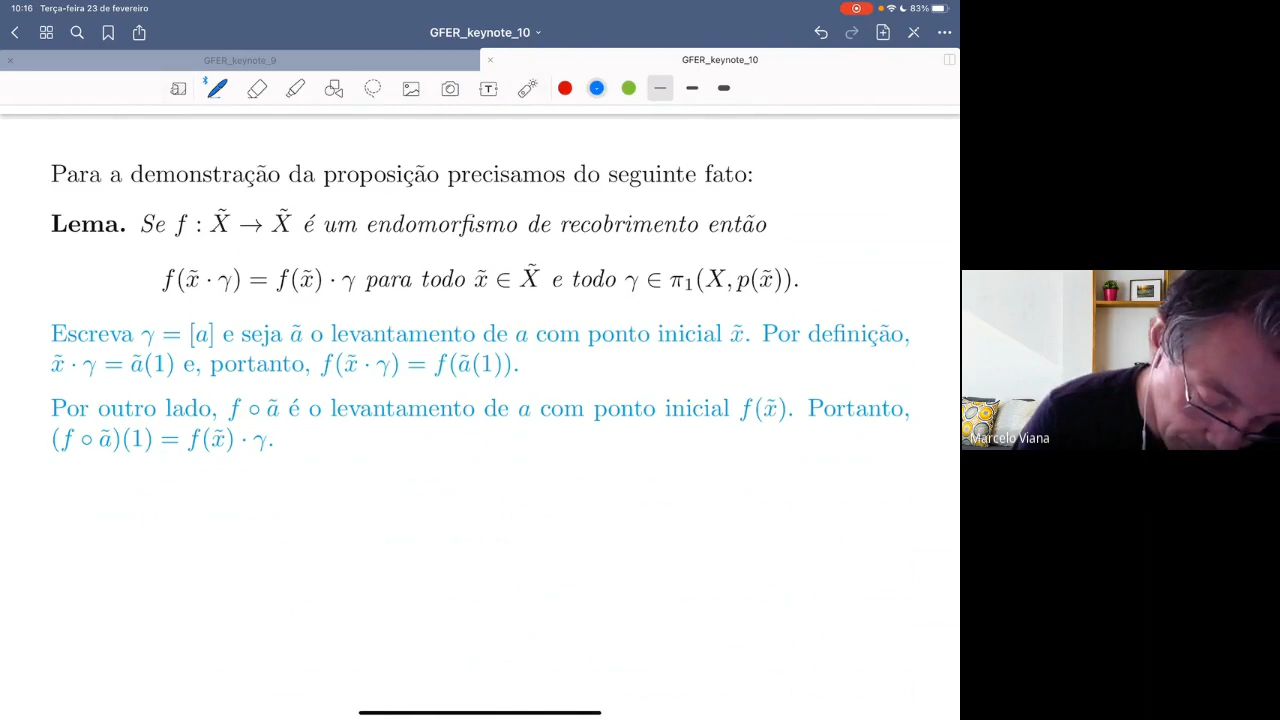 10:16 Terça-feira 23 de fevereiro
83%
GFER_keynote_10
GFER_keynote_9
GFER_keynote_10
Para a demonstração da proposição precisamos do seguinte fato:
Lema. Se f : X̃ → X̃ é um endomorfismo de recobrimento então
f(x̃ · γ) = f(x̃) · γ para todo x̃ ∈ X̃ e todo γ ∈ π₁(X, p(x̃)).
Escreva γ = [a] e seja ã o levantamento de a com ponto inicial x̃. Por definição,
x̃ · γ = ã(1) e, portanto, f(x̃ · γ) = f(ã(1)).
Por outro lado, f ∘ ã é o levantamento de a com ponto inicial f(x̃). Portanto,
(f ∘ ã)(1) = f(x̃) · γ.
Marcelo Viana